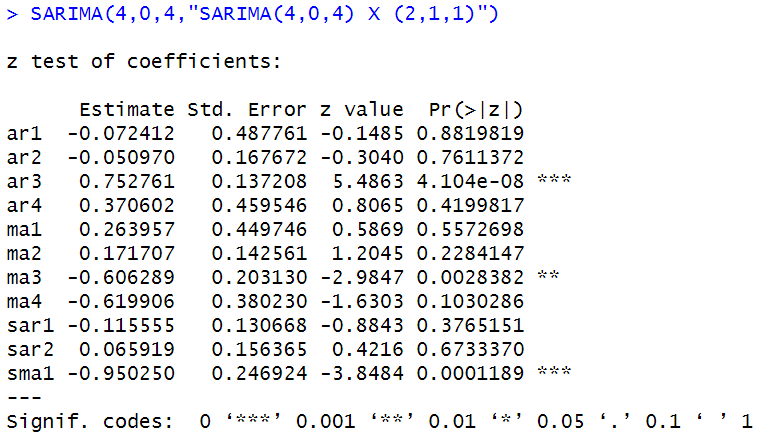 > SARIMA(4,0,4,"SARIMA(4,0,4) X (2,1,1)")
z test of coefficients:
Estimate Std. Error z value Pr(>|z|)
ar1 -0.072412 0.487761 -0.1485 0.8819819
ar2 -0.050970 0.167672 -0.3040 0.7611372
ar3 0.752761 0.137208 5.4863 4.104e-08 ***
ar4 0.370602 0.459546 0.8065 0.4199817
ma1 0.263957 0.449746 0.5869 0.5572698
ma2 0.171707 0.142561 1.2045 0.2284147
ma3 -0.606289 0.203130 -2.9847 0.0028382 **
ma4 -0.619906 0.380230 -1.6303 0.1030286
sar1 -0.115555 0.130668 -0.8843 0.3765151
sar2 0.065919 0.156365 0.4216 0.6733370
sma1 -0.950250 0.246924 -3.8484 0.0001189 ***
---
Signif. codes: 0 ‘***’ 0.001 ‘**’ 0.01 ‘*’ 0.05 ‘.’ 0.1 ‘ ’ 1